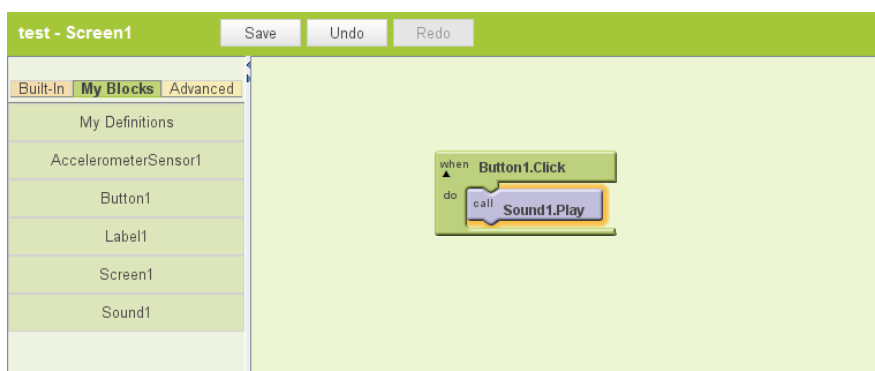 test - Screen1 Save Undo Redo
Built-In My Blocks Advanced
My Definitions
AccelerometerSensor1
Button1
Label1
Screen1
Sound1
when Button1.Click
do call Sound1.Play